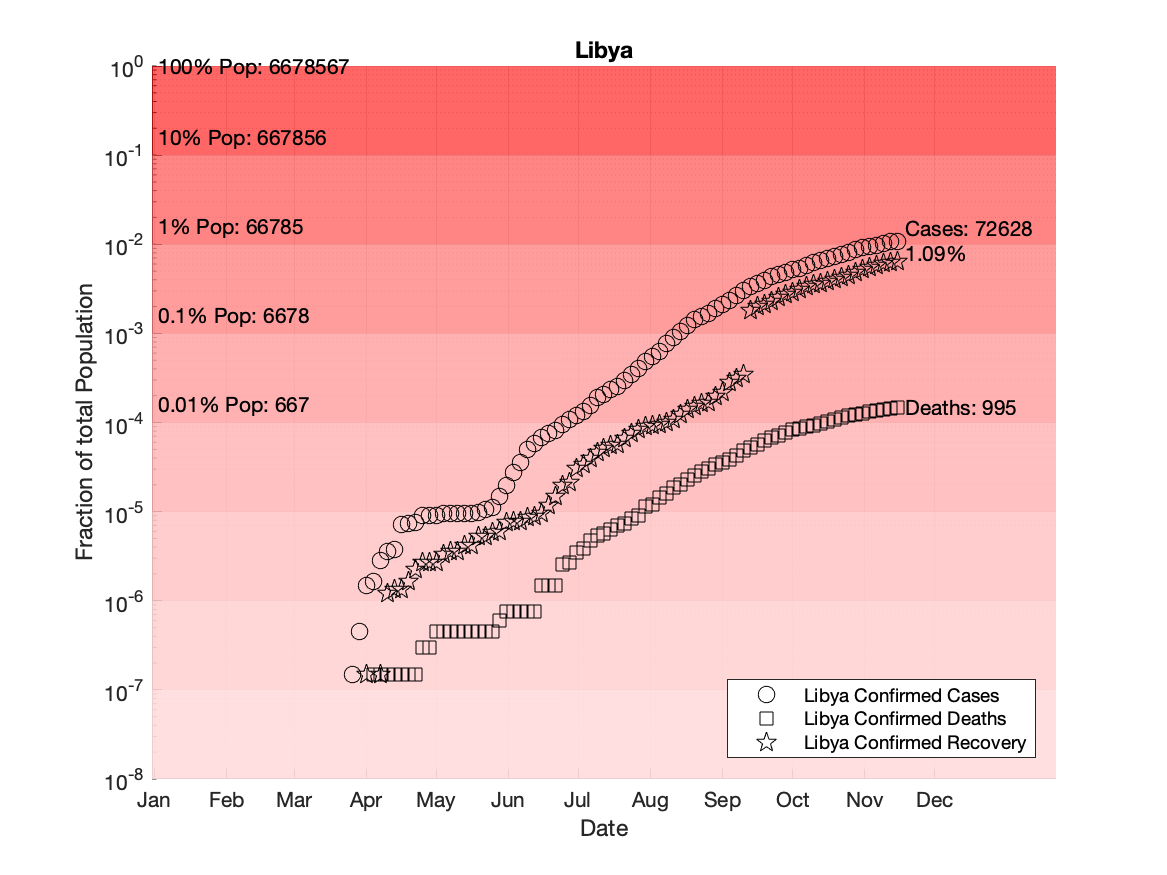 Libya
10^0
100% Pop: 6678567
10% Pop: 667856
10^-1
1% Pop: 66785
10^-2
Cases: 72628
1.09%
0.1% Pop: 6678
10^-3
0.01% Pop: 667
10^-4
Deaths: 995
10^-5
10^-6
10^-7
10^-8
Fraction of total Population
Libya Confirmed Cases
Libya Confirmed Deaths
Libya Confirmed Recovery
Jan Feb Mar Apr May Jun Jul Aug Sep Oct Nov Dec
Date